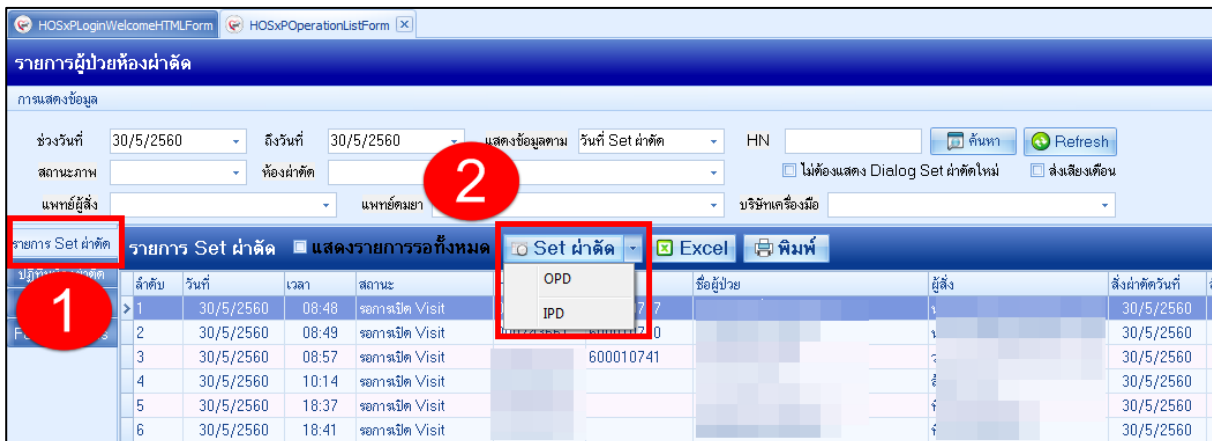 HOSxPLoginWelcomeHTMLForm HOSxPOperationListForm
รายการผู้ป่วยห้องผ่าตัด
การแสดงข้อมูล
ช่วงวันที่ 30/5/2560 ถึงวันที่ 30/5/2560 แสดงข้อมูลตาม วันที่ Set ผ่าตัด HN ค้นหา Refresh
สถานะภาพ ห้องผ่าตัด ไม่ต้องแสดง Dialog Set ผ่าตัดใหม่ ส่งเสียงเตือน
แพทย์ผู้สั่ง แพทย์ดมยา บริษัทเครื่องมือ
2
รายการ Set ผ่าตัด รายการ Set ผ่าตัด แสดงรายการรอทั้งหมด Set ผ่าตัด Excel พิมพ์
1
OPD
IPD
ลำดับ วันที่ เวลา สถานะ ชื่อผู้ป่วย ผู้สั่ง สั่งผ่าตัดวันที่
1 30/5/2560 08:48 รอการเปิด Visit 30/5/2560
2 30/5/2560 08:49 รอการเปิด Visit 30/5/2560
3 30/5/2560 08:57 รอการเปิด Visit 600010741 30/5/2560
4 30/5/2560 10:14 รอการเปิด Visit 30/5/2560
5 30/5/2560 18:37 รอการเปิด Visit 30/5/2560
6 30/5/2560 18:41 รอการเปิด Visit 30/5/2560